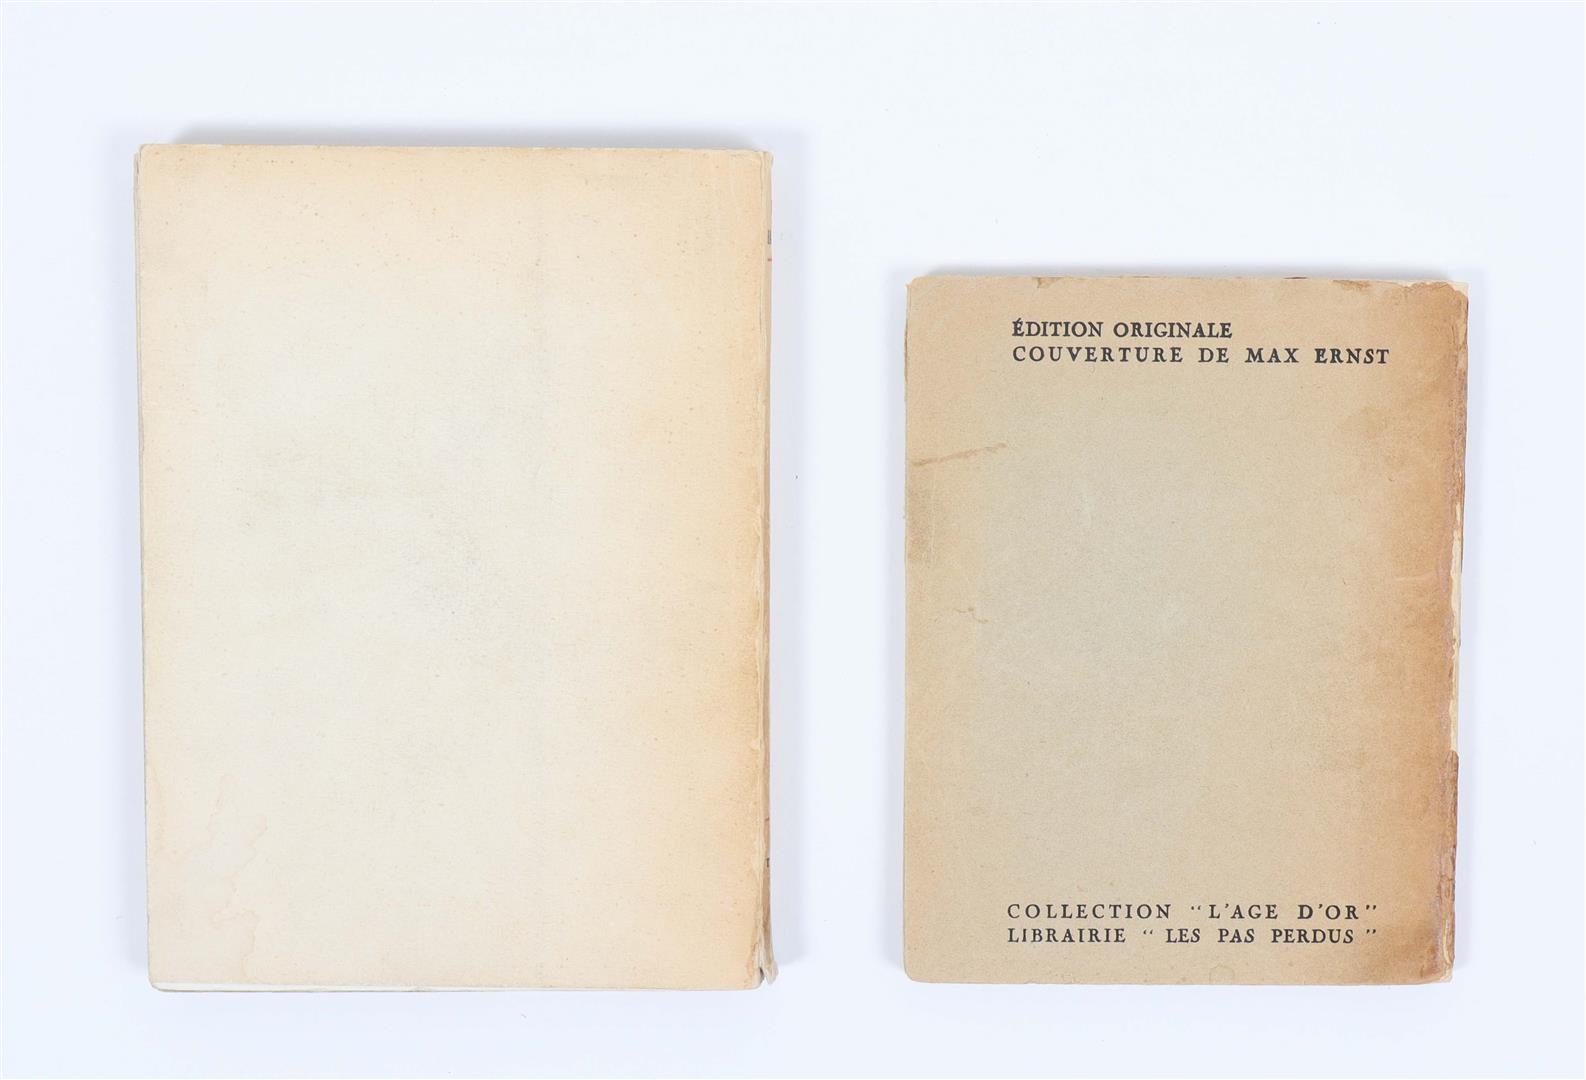 ÉDITION ORIGINALE
COUVERTURE DE MAX ERNST
COLLECTION "L'AGE D'OR"
LIBRAIRIE "LES PAS PERDUS"